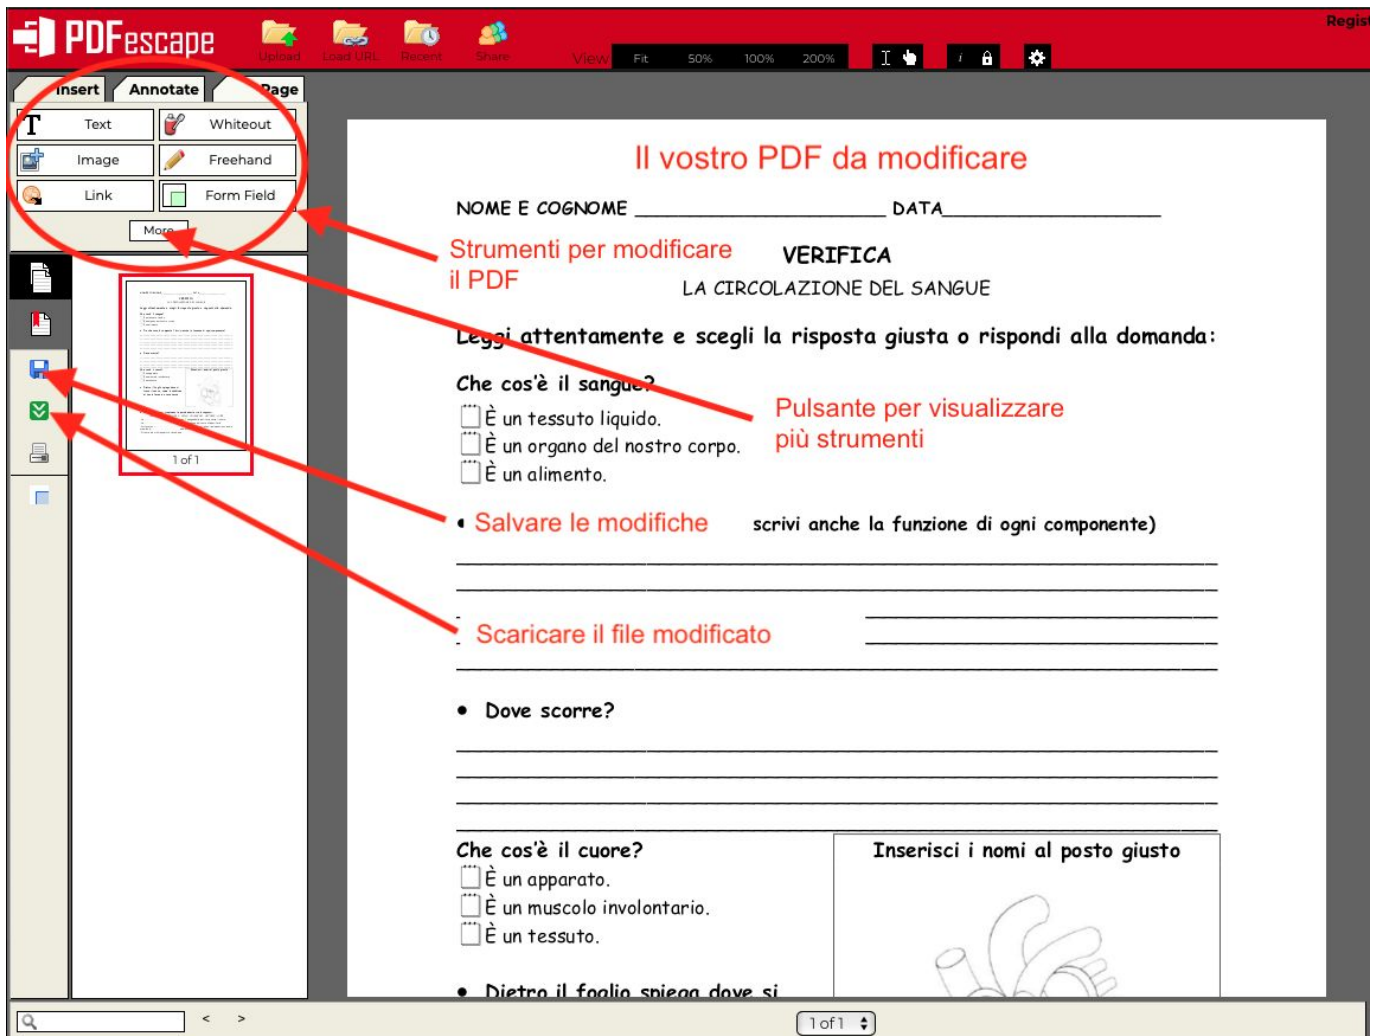 PDFescape
Upload
Load URL
Recent
Share
View
Fit
50%
100%
200%
Regis
Insert
Annotate
Page
Text
Whiteout
Image
Freehand
Link
Form Field
More
1 of 1
Il vostro PDF da modificare
NOME E COGNOME ________________________ DATA_____________________
Strumenti per modificare
il PDF
VERIFICA
LA CIRCOLAZIONE DEL SANGUE
Leggi attentamente e scegli la risposta giusta o rispondi alla domanda:
Che cos'è il sangue?
È un tessuto liquido.
È un organo del nostro corpo.
È un alimento.
Pulsante per visualizzare
più strumenti
Salvare le modifiche
scrivi anche la funzione di ogni componente)
Scaricare il file modificato
• Dove scorre?
Che cos'è il cuore?
È un apparato.
È un muscolo involontario.
È un tessuto.
Inserisci i nomi al posto giusto
• Dietro il foglio spiega dove si
< >
1 of 1